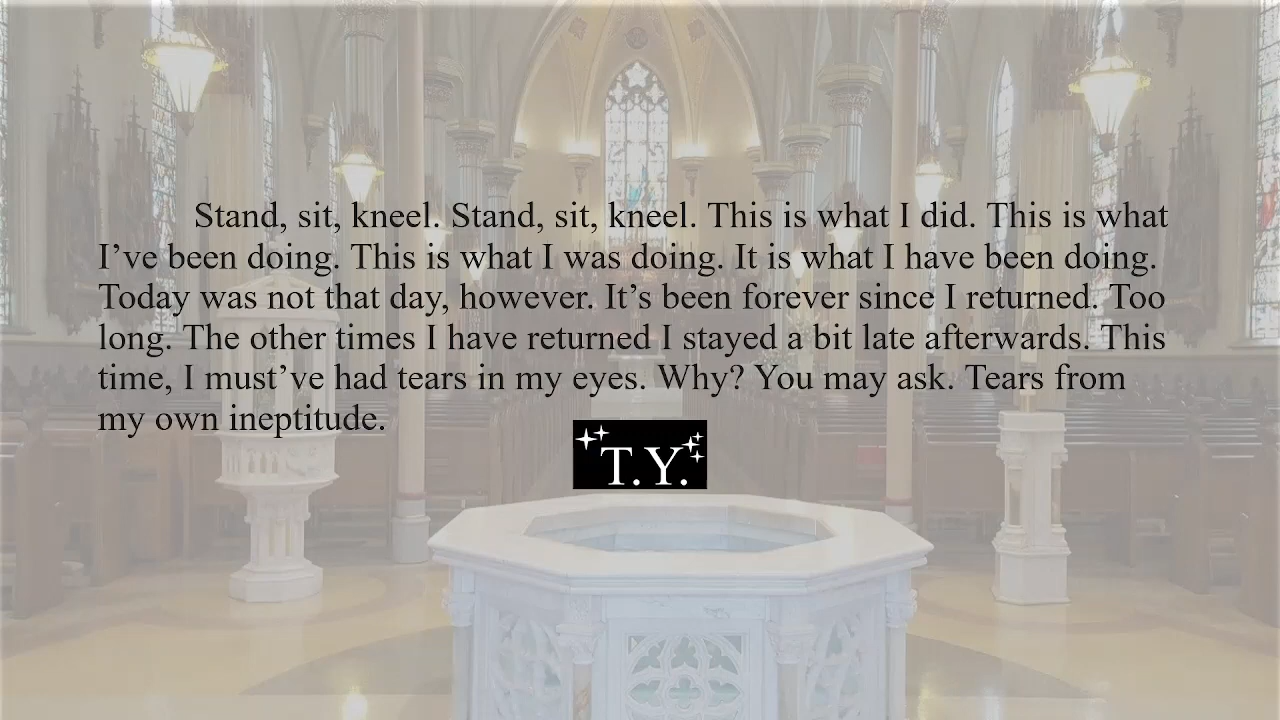 Stand, sit, kneel. Stand, sit, kneel. This is what I did. This is what
I’ve been doing. This is what I was doing. It is what I have been doing.
Today was not that day, however. It’s been forever since I returned. Too
long. The other times I have returned I stayed a bit late afterwards. This
time, I must’ve had tears in my eyes. Why? You may ask. Tears from
my own ineptitude.
T.Y.